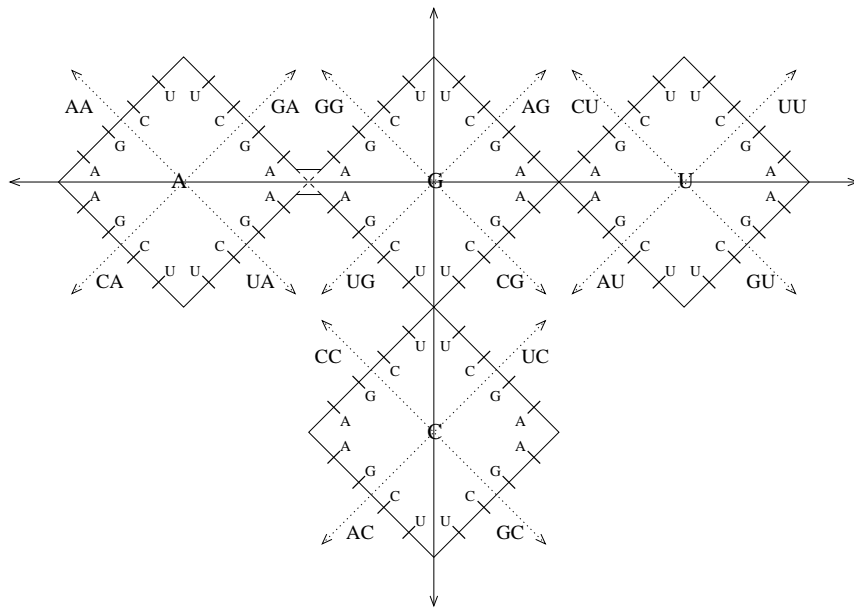 U U U U U U
AA GA GG AG CU UU
C C C C C C
G G G G G G
A A A A A A
A G U
A A A A A A
G G G G G G
C C C C C C
U U U U U U
CA UA UG CG AU GU
U U
CC UC
C C
G G
A A
C
A A
G G
C C
U U
AC GC